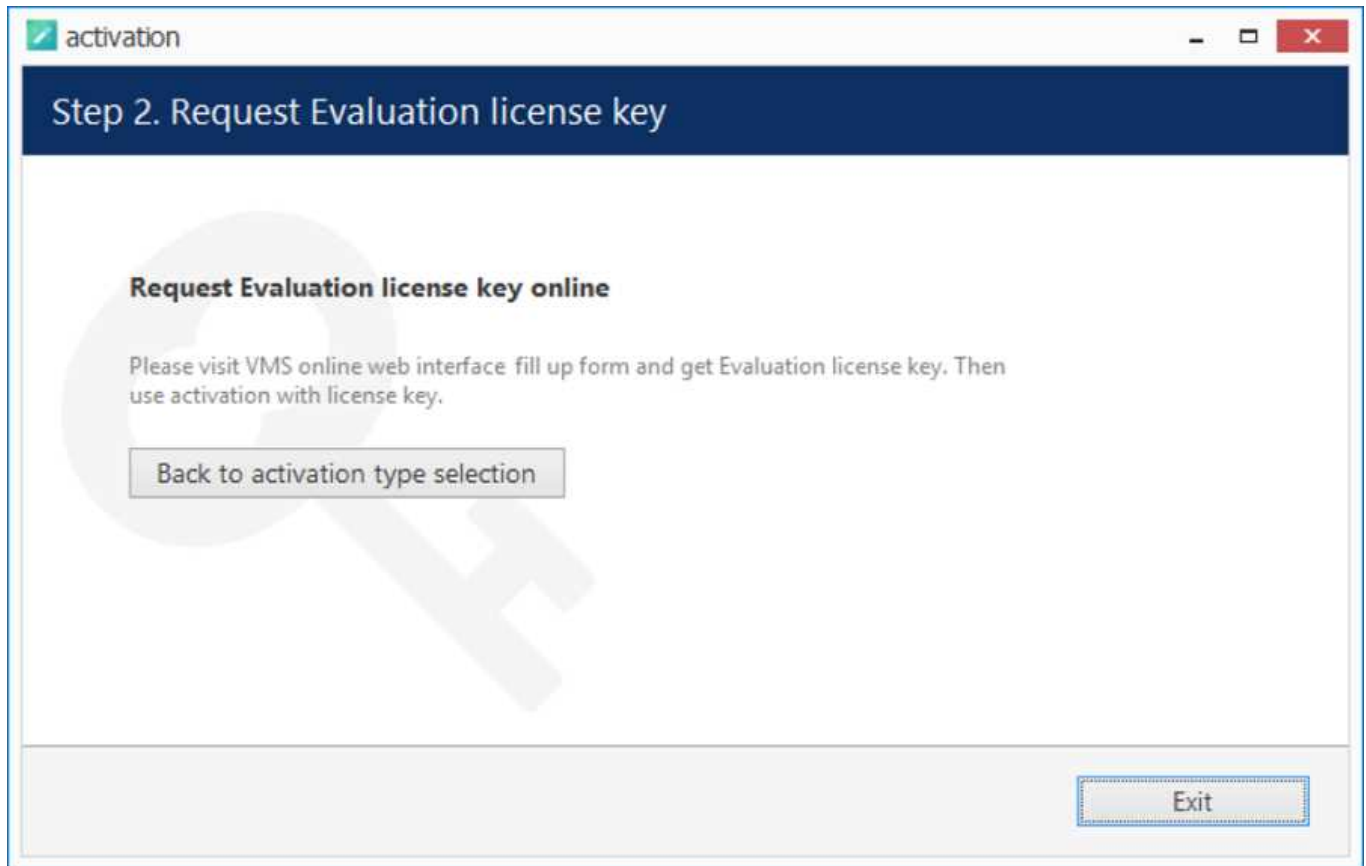 activation
Step 2. Request Evaluation license key
Request Evaluation license key online
Please visit VMS online web interface fill up form and get Evaluation license key. Then
use activation with license key.
Back to activation type selection
Exit